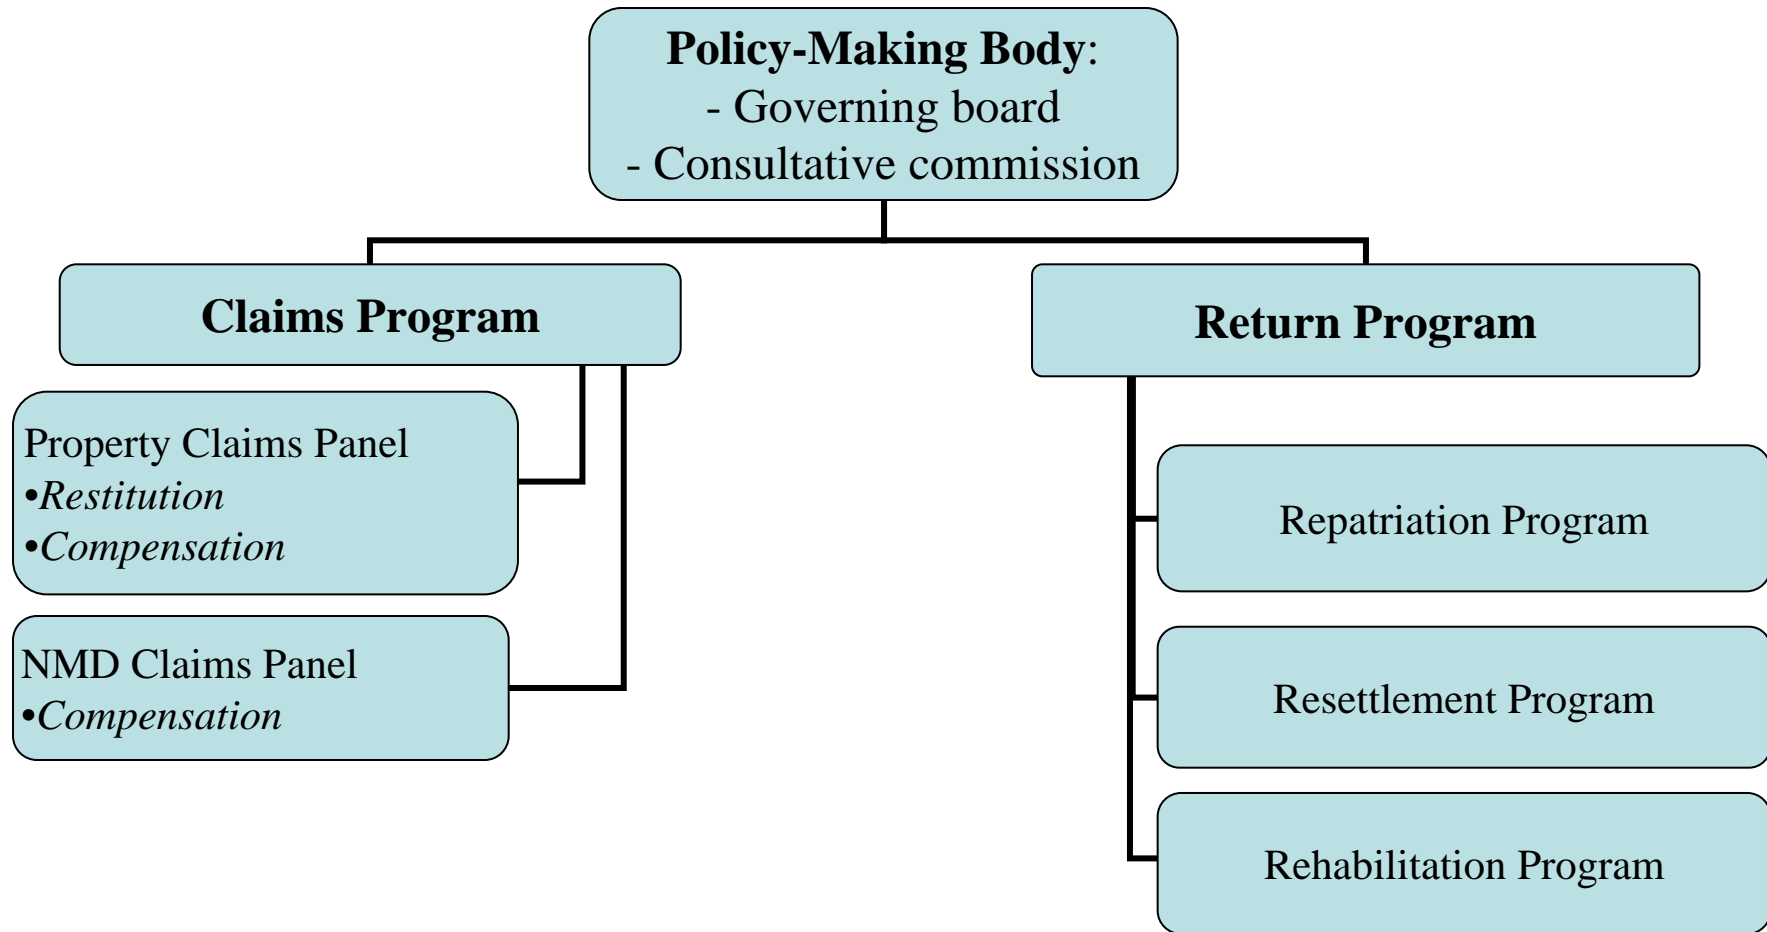 Policy-Making Body:
- Governing board
- Consultative commission
Claims Program
Return Program
Property Claims Panel
•Restitution
•Compensation
NMD Claims Panel
•Compensation
Repatriation Program
Resettlement Program
Rehabilitation Program